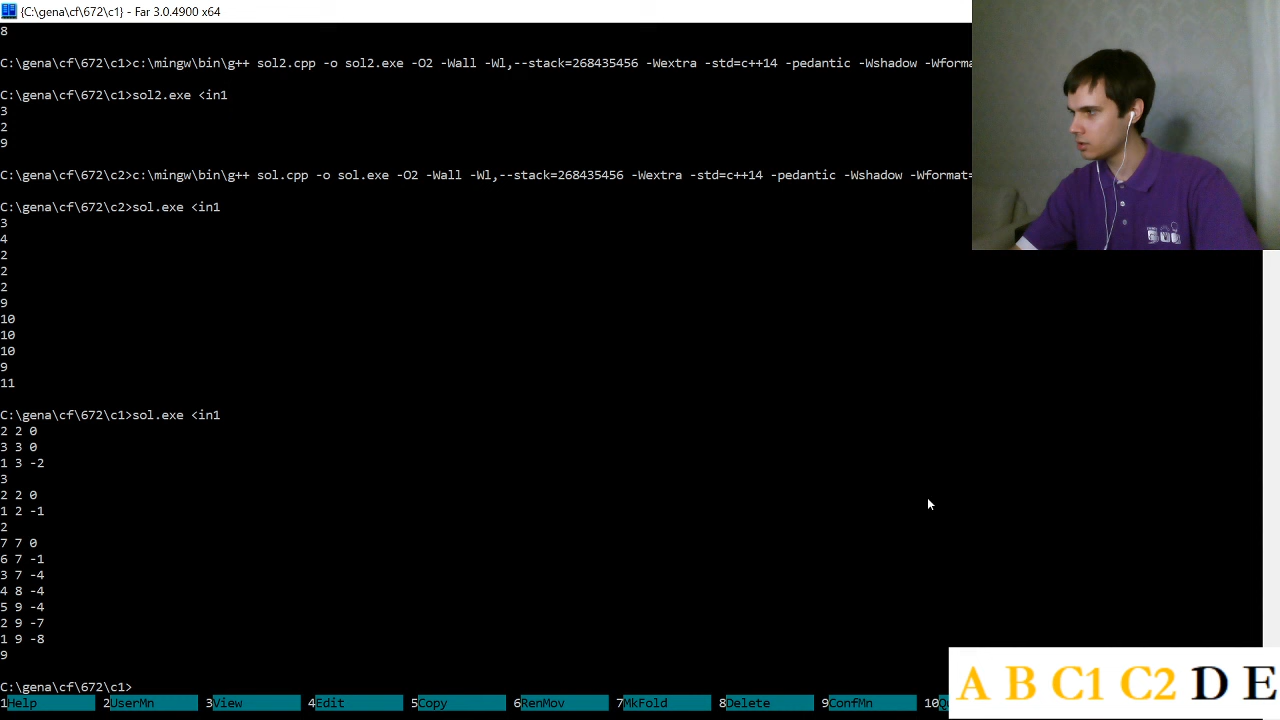 {C:\gena\cf\672\c1} - Far 3.0.4900 x64
8
C:\gena\cf\672\c1>c:\mingw\bin\g++ sol2.cpp -o sol2.exe -O2 -Wall -Wl,--stack=268435456 -Wextra -std=c++14 -pedantic -Wshadow -Wforma
C:\gena\cf\672\c1>sol2.exe <in1
3
2
9
C:\gena\cf\672\c2>c:\mingw\bin\g++ sol.cpp -o sol.exe -O2 -Wall -Wl,--stack=268435456 -Wextra -std=c++14 -pedantic -Wshadow -Wformat=
C:\gena\cf\672\c2>sol.exe <in1
3
4
2
2
2
9
10
10
10
9
11
C:\gena\cf\672\c1>sol.exe <in1
2 2 0
3 3 0
1 3 -2
3
2 2 0
1 2 -1
2
7 7 0
6 7 -1
3 7 -4
4 8 -4
5 9 -4
2 9 -7
1 9 -8
9
C:\gena\cf\672\c1>
1Help 2UserMn 3View 4Edit 5Copy 6RenMov 7MkFold 8Delete 9ConfMn 10
A B C1 C2 D E